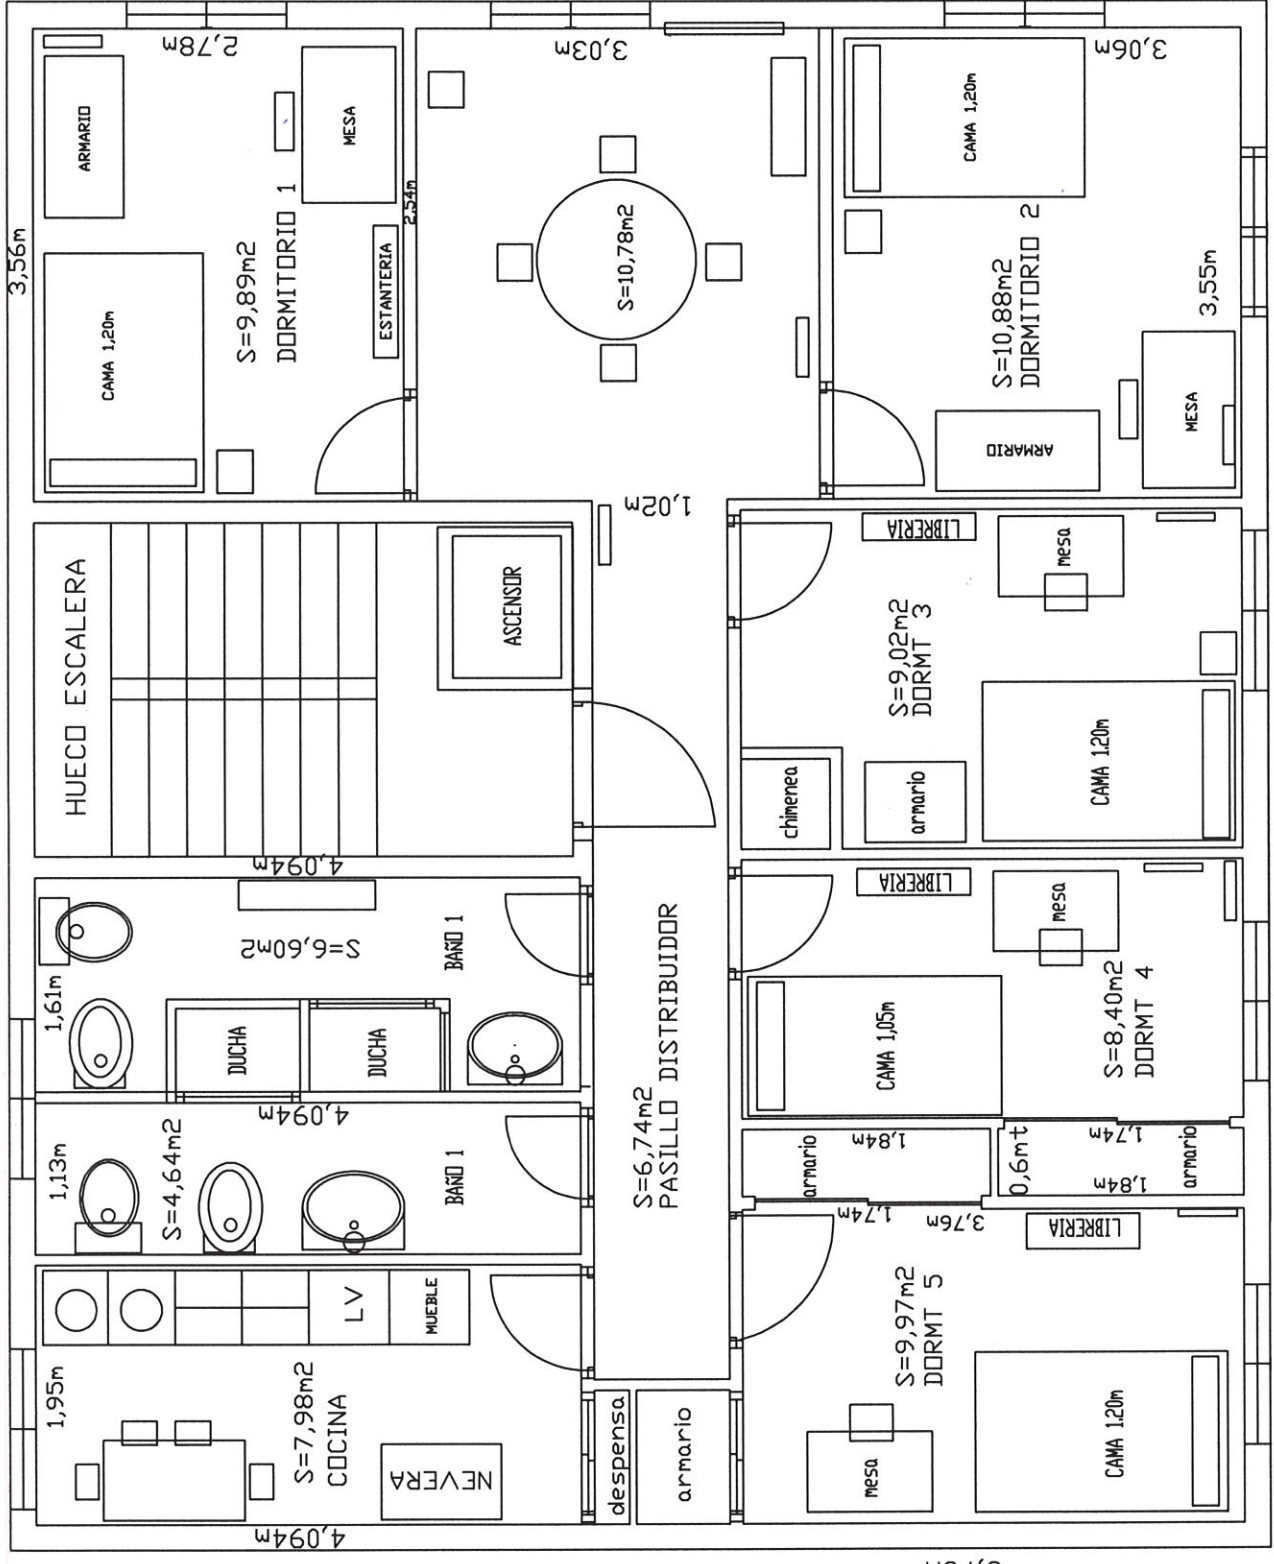 2,78m
3,03m
3,06m
ARMARIO
MESA
CAMA 1,20m
3,56m
2,54m
S=9,89m2
DORMITORIO 1
S=10,78m2
S=10,88m2
DORMITORIO 2
ESTANTERIA
CAMA 1,20m
3,55m
MESA
ARMARIO
1,02m
HUECO ESCALERA
ASCENSOR
LIBRERIA
mesa
S=9,02m2
DORMT 3
CAMA 1.20m
chimenea
armario
4,094m
LIBRERIA
mesa
S=6,60m2
BAÑO 1
1,61m
DUCHA
DUCHA
S=6,74m2
PASILLO DISTRIBUIDOR
CAMA 1,05m
S=8,40m2
DORMT 4
4,094m
1,13m
S=4,64m2
BAÑO 1
armario
1,84m
0,6mt
1,74m
armario
1,84m
1,74m
3,76m
LIBRERIA
LV
MUEBLE
S=9,97m2
DORMT 5
1,95m
S=7,98m2
COCINA
NEVERA
despensa
armario
mesa
CAMA 1.20m
4,094m